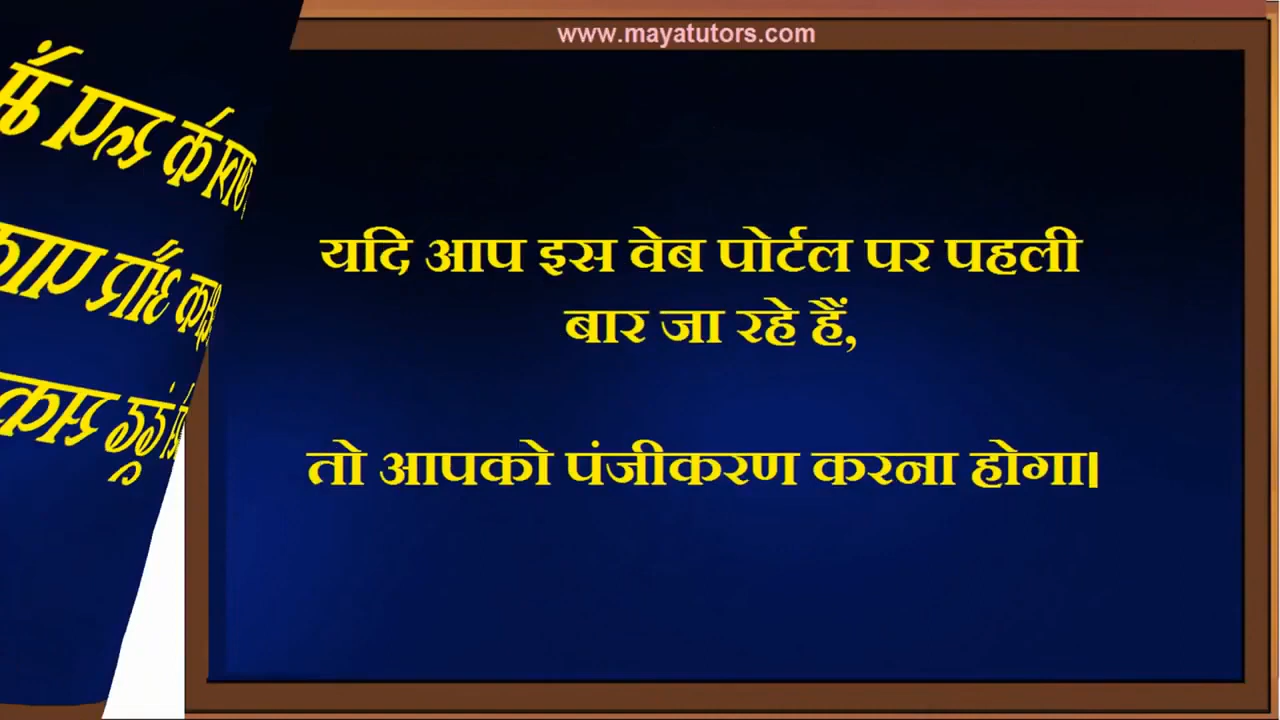 www.mayatutors.com
यदि आप इस वेब पोर्टल पर पहली
बार जा रहे हैं,
तो आपको पंजीकरण करना होगा।